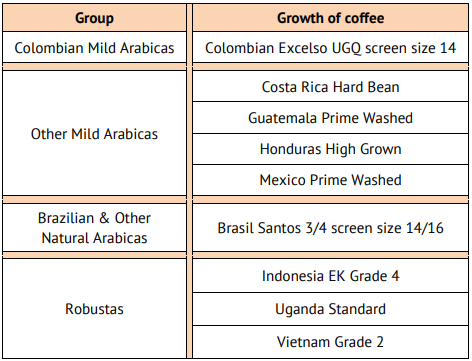 Group Growth of coffee
Colombian Mild Arabicas Colombian Excelso UGQ screen size 14
Other Mild Arabicas
Costa Rica Hard Bean
Guatemala Prime Washed
Honduras High Grown
Mexico Prime Washed
Brazilian & Other
Natural Arabicas
Brasil Santos 3/4 screen size 14/16
Robustas
Indonesia EK Grade 4
Uganda Standard
Vietnam Grade 2